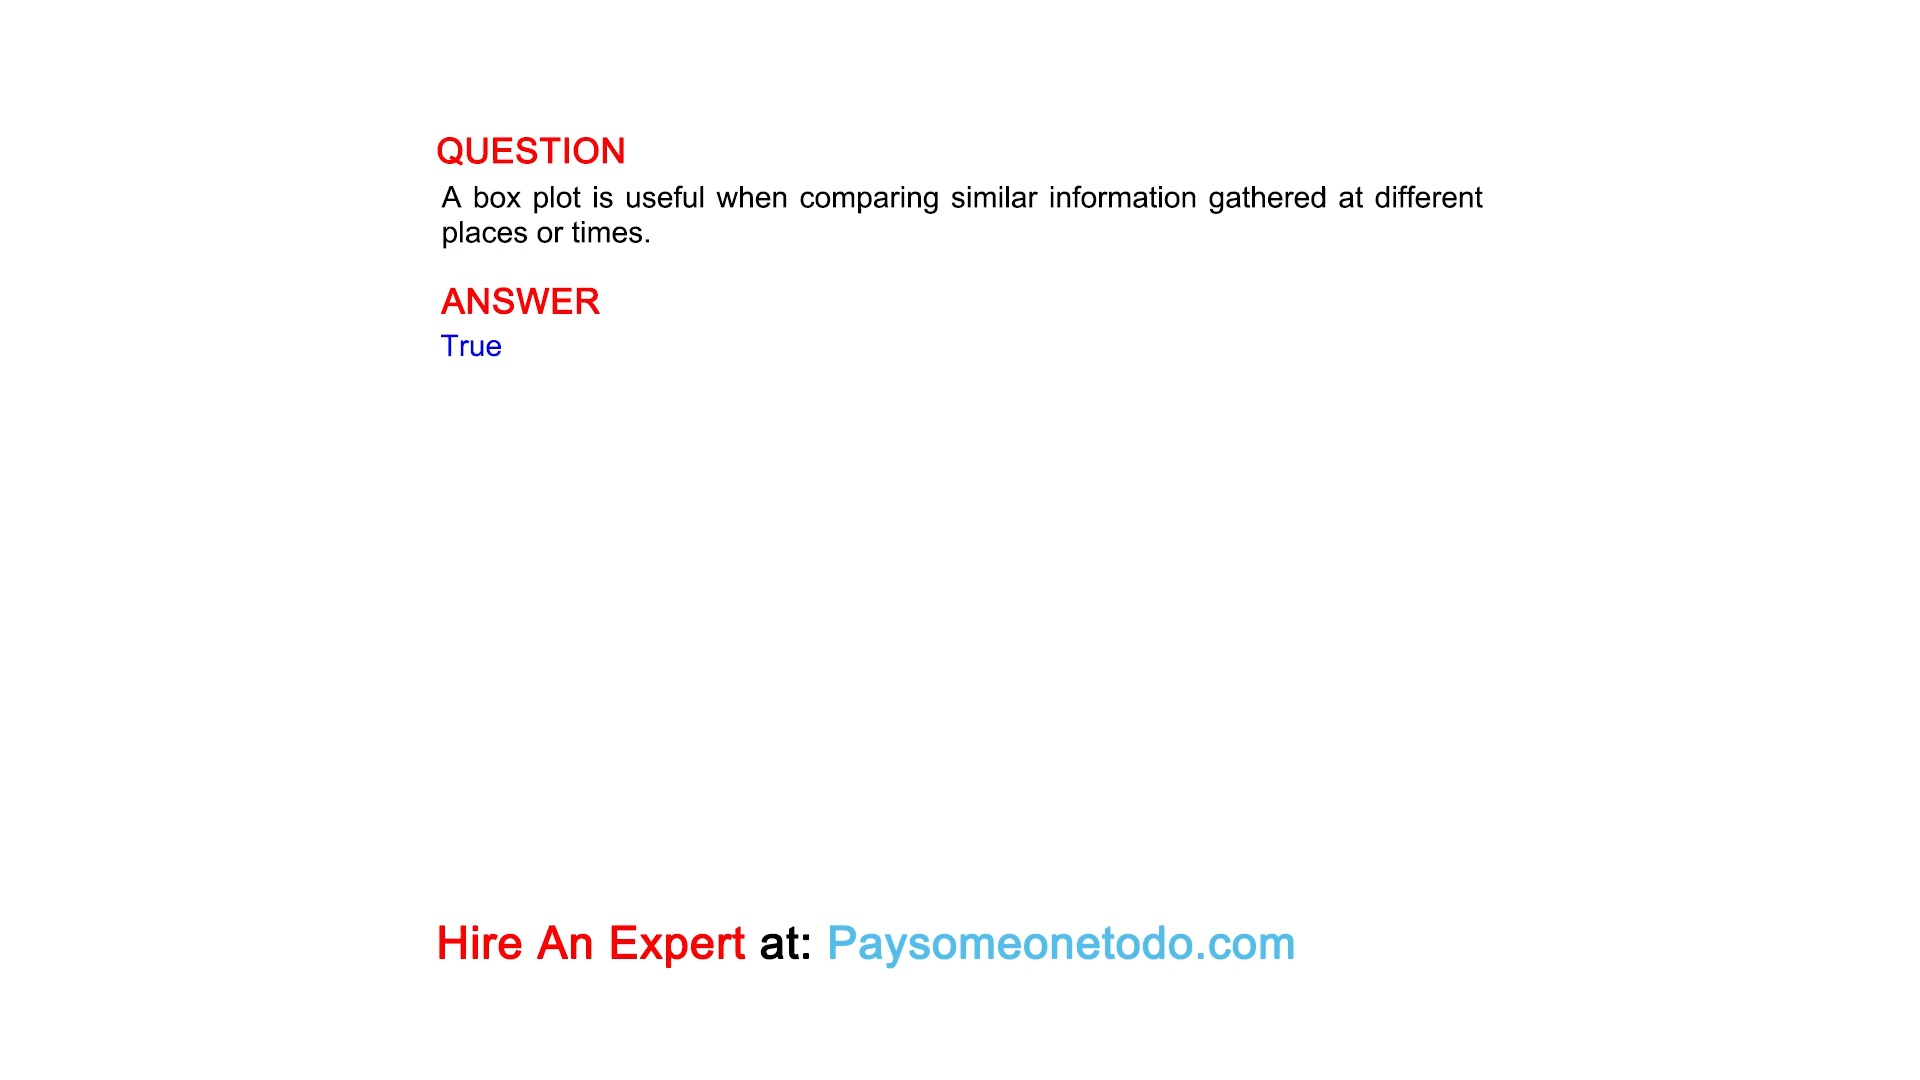 QUESTION
A box plot is useful when comparing similar information gathered at different
places or times.
ANSWER
True
Hire An Expert at: Paysomeonetodo.com